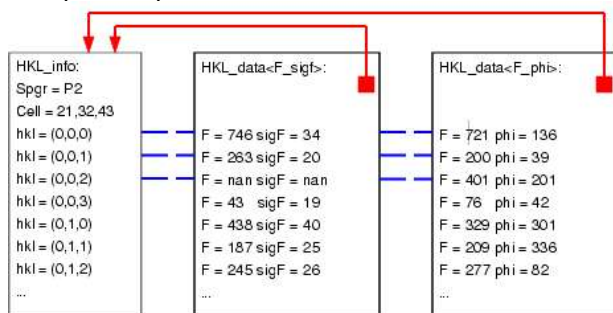 HKL_info:
Spgr = P2
Cell = 21,32,43
hkl = (0,0,0)
hkl = (0,0,1)
hkl = (0,0,2)
hkl = (0,0,3)
hkl = (0,1,0)
hkl = (0,1,1)
hkl = (0,1,2)
...
HKL_data<F_sigf>:
F = 746 sigF = 34
F = 263 sigF = 20
F = nan sigF = nan
F = 43 sigF = 19
F = 438 sigF = 40
F = 187 sigF = 25
F = 245 sigF = 26
...
HKL_data<F_phi>:
F = 721 phi = 136
F = 200 phi = 39
F = 401 phi = 201
F = 76 phi = 42
F = 329 phi = 301
F = 209 phi = 336
F = 277 phi = 82
...